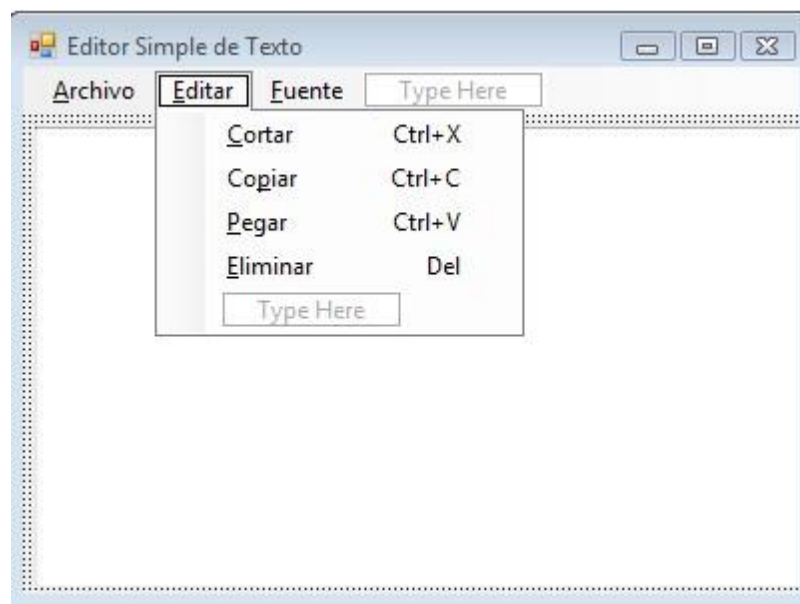 Editor Simple de Texto
Archivo Editar Fuente Type Here
Cortar Ctrl+X
Copiar Ctrl+C
Pegar Ctrl+V
Eliminar Del
Type Here